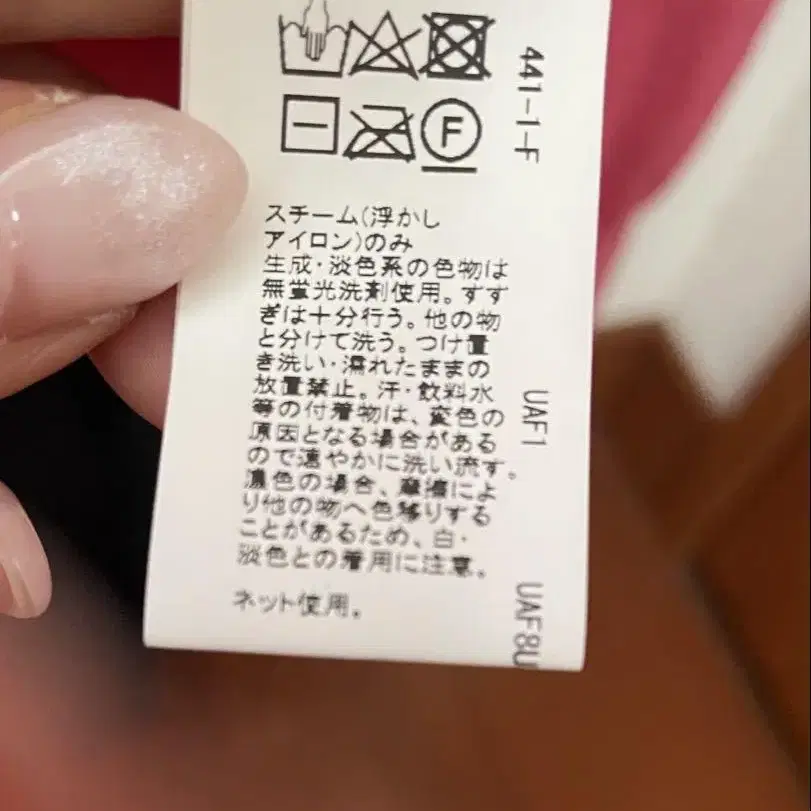 F
441-1-F
スチーム(浮かし
アイロン)のみ
生成・淡色系の色物は
無蛍光洗剤使用。すす
ぎは十分行う。他の物
と分けて洗う。つけ置
き洗い・濡れたままの
放置禁止。汗・飲料水
等の付着物は、変色の
原因となる場合がある
ので速やかに洗い流す。
濃色の場合、摩擦によ
り他の物へ色移りする
ことがあるため、白・
淡色との着用に注意。
ネット使用。
UAF1
UAF8U